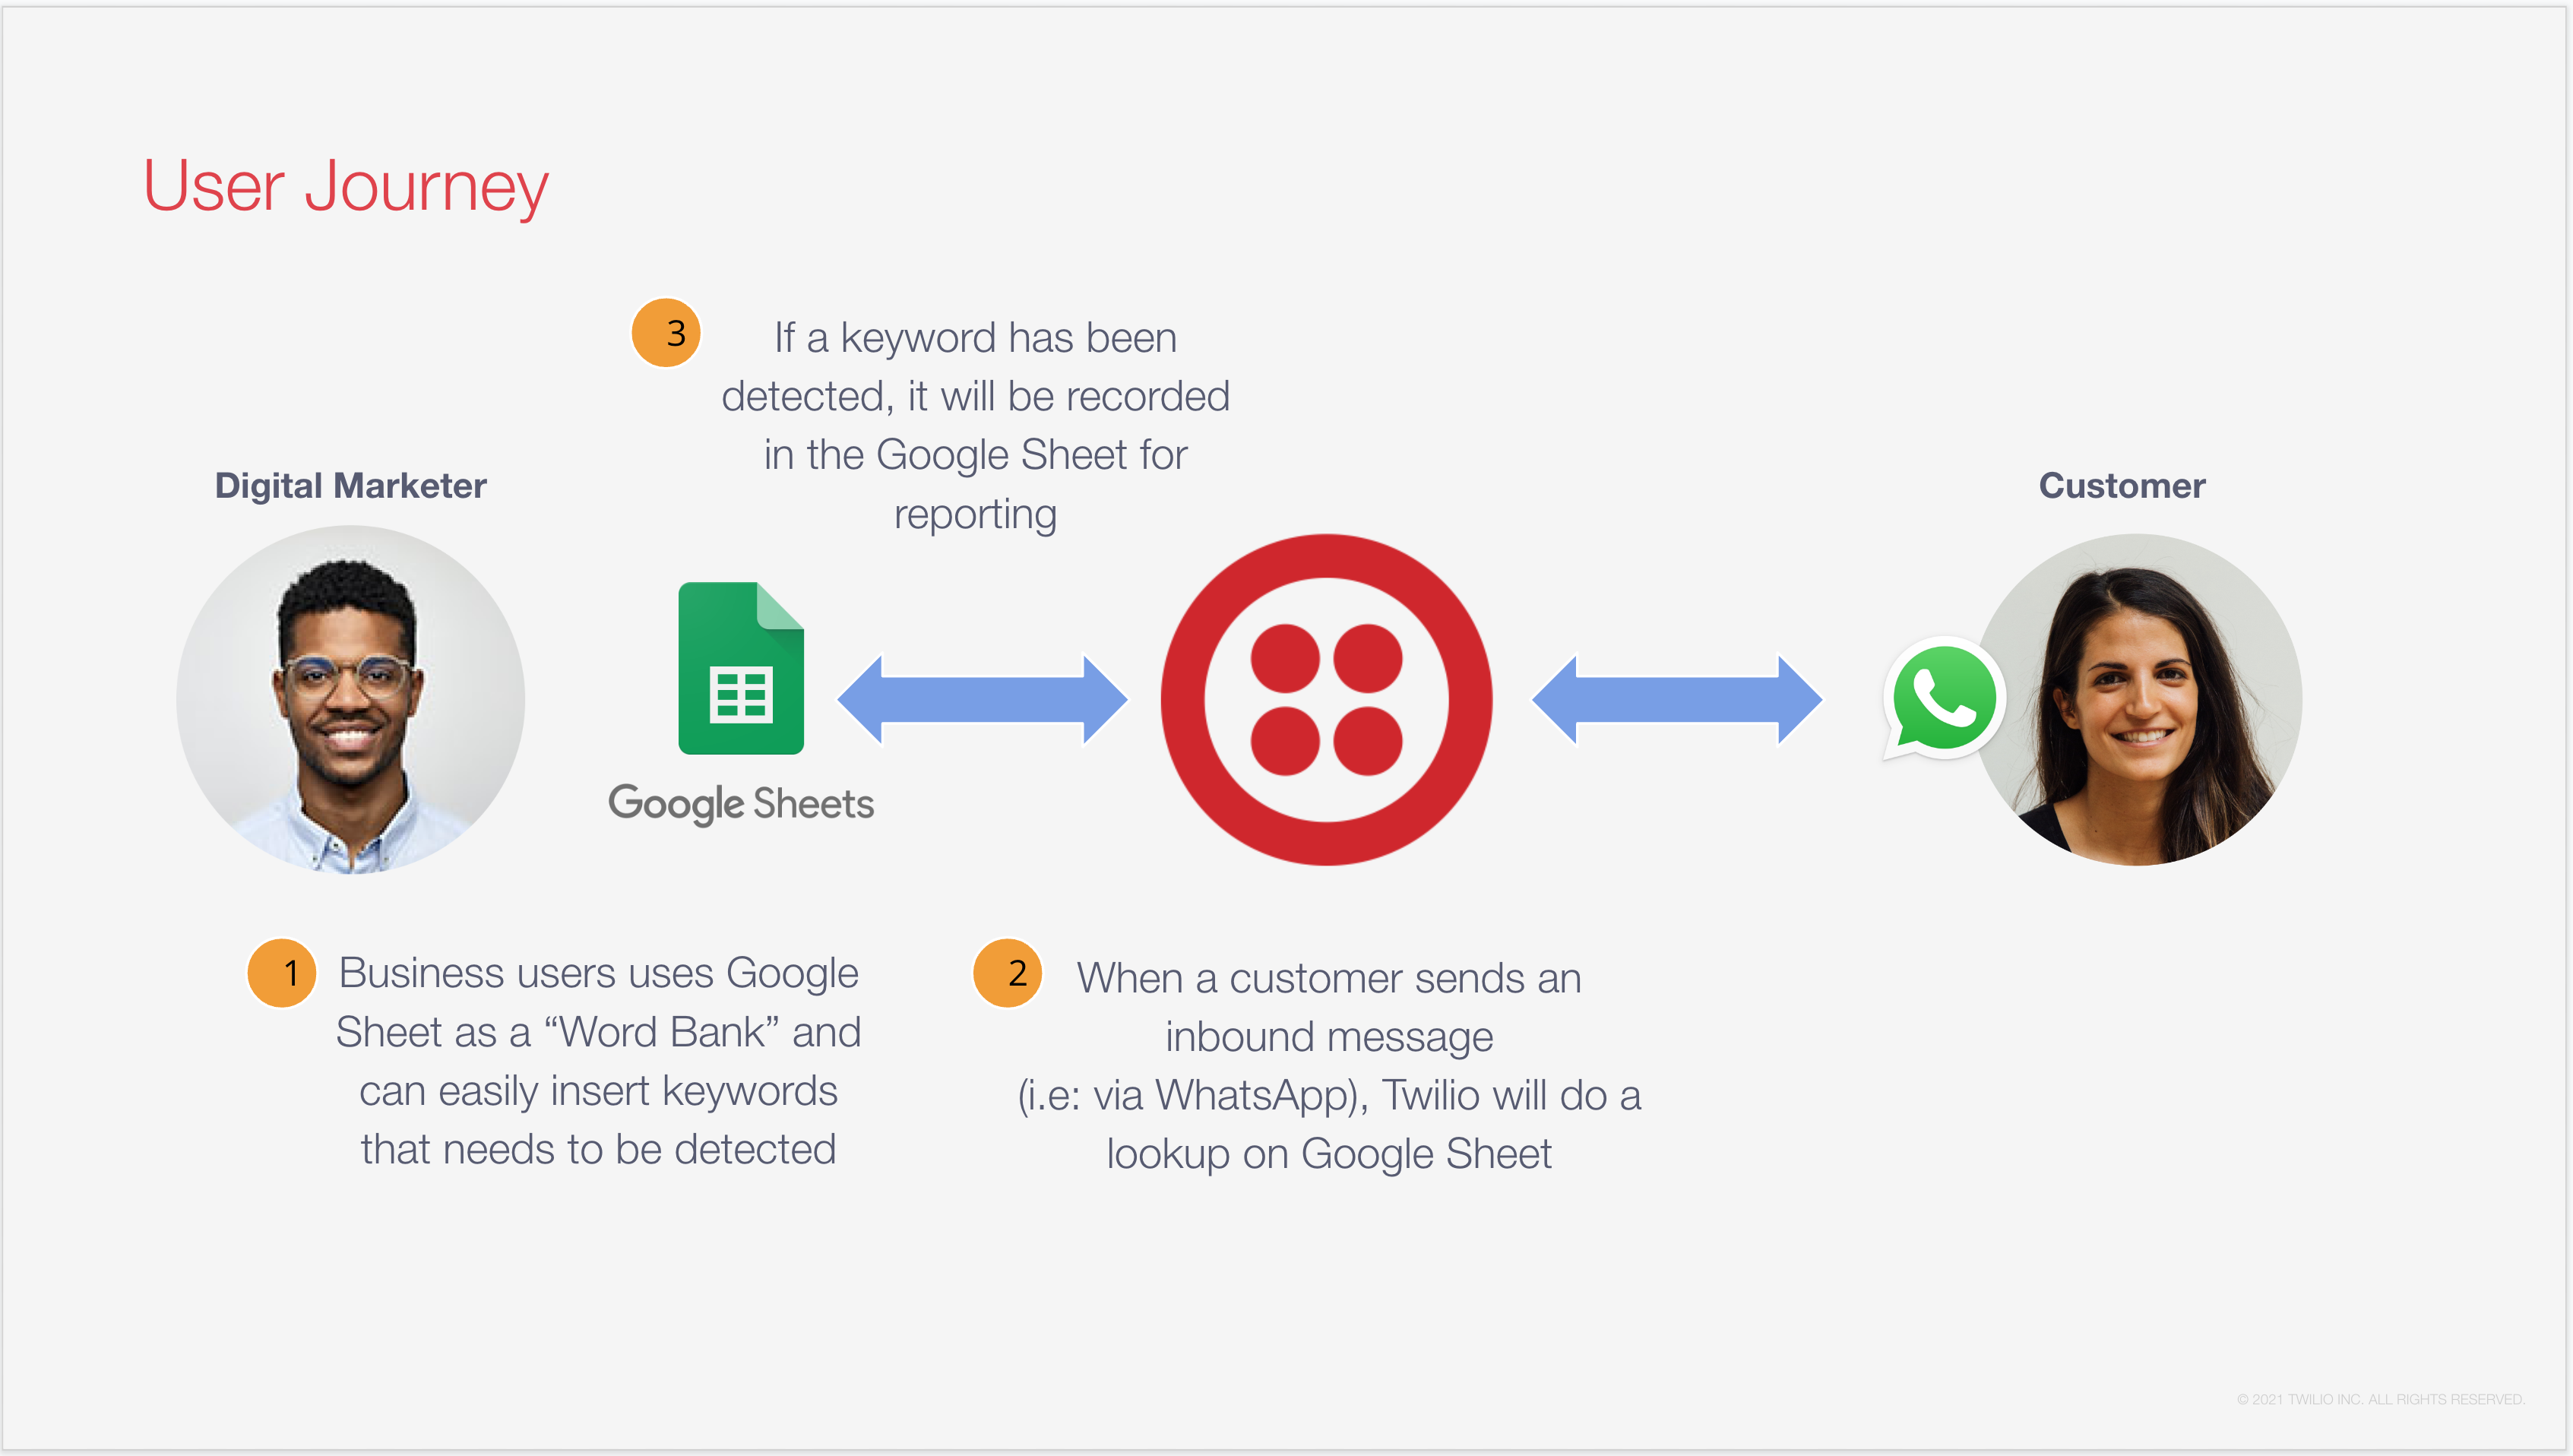 User Journey
3
If a keyword has been
detected, it will be recorded
in the Google Sheet for
reporting
Digital Marketer
Customer
Google Sheets
1
Business users uses Google
Sheet as a “Word Bank” and
can easily insert keywords
that needs to be detected
2
When a customer sends an
inbound message
(i.e: via WhatsApp), Twilio will do a
lookup on Google Sheet
© 2021 TWILIO INC. ALL RIGHTS RESERVED.